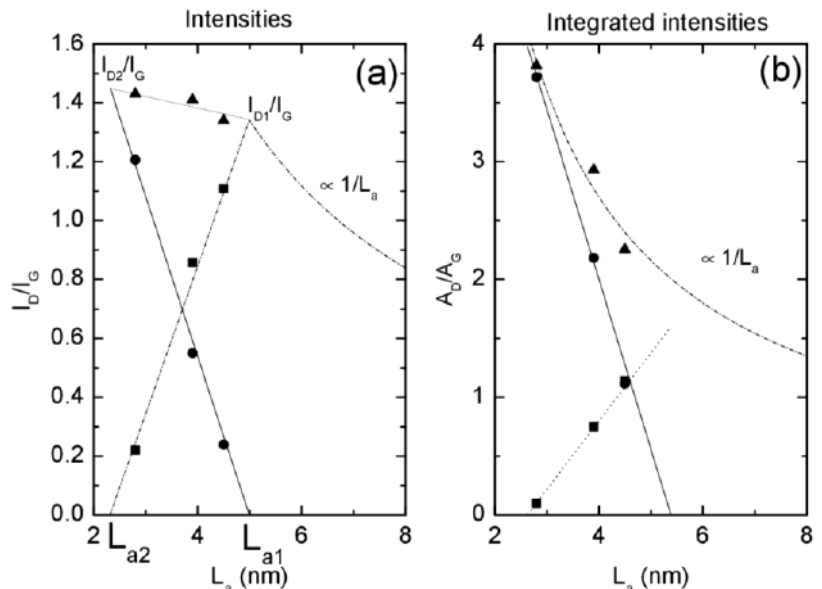 Intensities
(a)
1.6
1.4
1.2
1.0
0.8
0.6
0.4
0.2
0.0
I_D/I_G
I_D2/I_G
I_D1/I_G
∝ 1/L_a
2 4 6 8
L_a2 L_a1
L_a (nm)
Integrated intensities
(b)
4
3
2
1
0
A_D/A_G
∝ 1/L_a
2 4 6 8
L_a (nm)